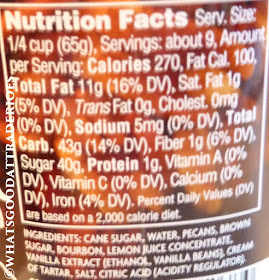 Nutrition Facts Serv. Size:
1/4 cup (65g), Servings: about 9, Amount
per Serving: Calories 270, Fat Cal. 100,
Total Fat 11g (16% DV), Sat. Fat 1g
(5% DV), Trans Fat 0g, Cholest. 0mg
(0% DV), Sodium 5mg (0% DV), Total
Carb. 43g (14% DV), Fiber 1g (6% DV),
Sugar 40g, Protein 1g, Vitamin A (0%
DV), Vitamin C (0% DV), Calcium (0%
DV), Iron (4% DV). Percent Daily Values (DV)
are based on a 2,000 calorie diet.
INGREDIENTS: CANE SUGAR, WATER, PECANS, BROWN
SUGAR, BOURBON, LEMON JUICE CONCENTRATE,
VANILLA EXTRACT (ETHANOL, VANILLA BEANS), CREAM
OF TARTAR, SALT, CITRIC ACID (ACIDITY REGULATOR).
©WHATSGOODATTRADERJOES